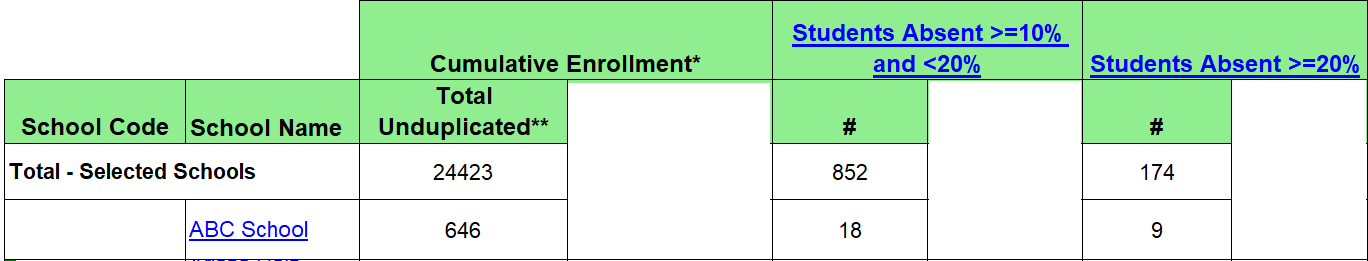 Cumulative Enrollment*
Students Absent >=10%
and <20%
Students Absent >=20%
School Code
School Name
Total
Unduplicated**
#
#
Total - Selected Schools
24423
852
174
ABC School
646
18
9